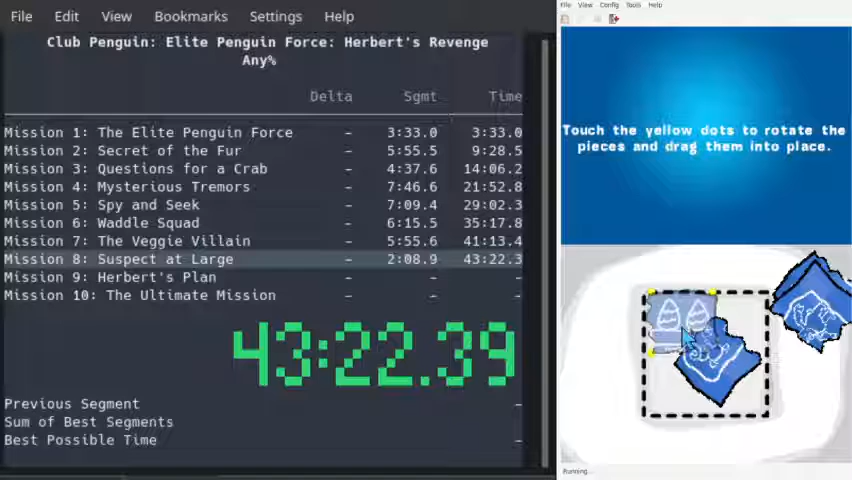 File Edit View Bookmarks Settings Help
Club Penguin: Elite Penguin Force: Herbert's Revenge
Any%
Delta Sgmt Time
Mission 1: The Elite Penguin Force – 3:33.0 3:33.0
Mission 2: Secret of the Fur – 5:55.5 9:28.5
Mission 3: Questions for a Crab – 4:37.6 14:06.2
Mission 4: Mysterious Tremors – 7:46.6 21:52.8
Mission 5: Spy and Seek – 7:09.4 29:02.3
Mission 6: Waddle Squad – 6:15.5 35:17.8
Mission 7: The Veggie Villain – 5:55.6 41:13.4
Mission 8: Suspect at Large – 2:08.9 43:22.3
Mission 9: Herbert's Plan – – –
Mission 10: The Ultimate Mission – – –
43:22.39
Previous Segment –
Sum of Best Segments –
Best Possible Time –
File View Config Tools Help
Touch the yellow dots to rotate the
pieces and drag them into place.
Running...